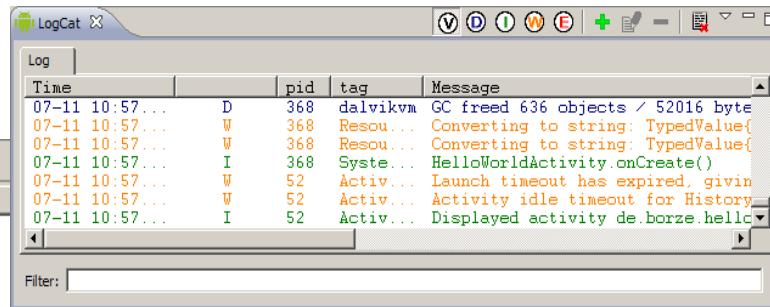 LogCat
V D I W E
Log
Time pid tag Message
07-11 10:57... D 368 dalvikvm GC freed 636 objects / 52016 byte
07-11 10:57... W 368 Resou... Converting to string: TypedValue{
07-11 10:57... W 368 Resou... Converting to string: TypedValue{
07-11 10:57... I 368 Syste... HelloWorldActivity.onCreate()
07-11 10:57... W 52 Activ... Launch timeout has expired, givin
07-11 10:57... W 52 Activ... Activity idle timeout for History
07-11 10:57... I 52 Activ... Displayed activity de.borze.hello
Filter: